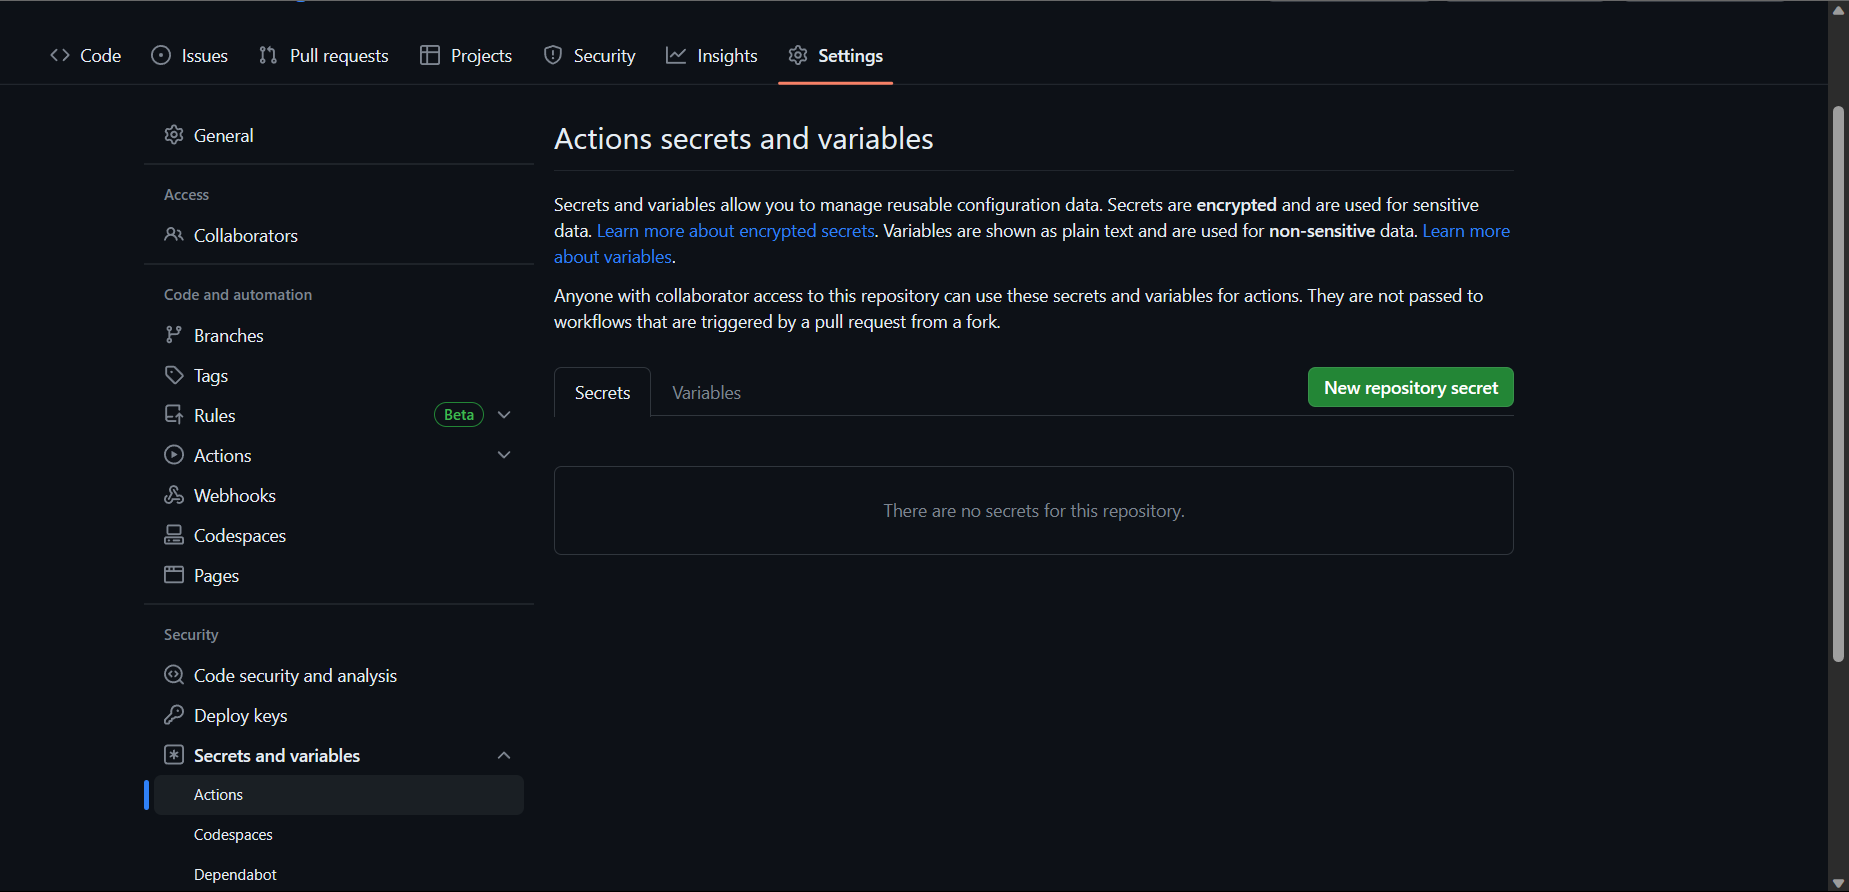 Code Issues Pull requests Projects Security Insights Settings
General
Access
Collaborators
Code and automation
Branches
Tags
Rules Beta
Actions
Webhooks
Codespaces
Pages
Security
Code security and analysis
Deploy keys
Secrets and variables
Actions
Codespaces
Dependabot
Actions secrets and variables
Secrets and variables allow you to manage reusable configuration data. Secrets are encrypted and are used for sensitive
data. Learn more about encrypted secrets. Variables are shown as plain text and are used for non-sensitive data. Learn more
about variables.
Anyone with collaborator access to this repository can use these secrets and variables for actions. They are not passed to
workflows that are triggered by a pull request from a fork.
Secrets Variables New repository secret
There are no secrets for this repository.